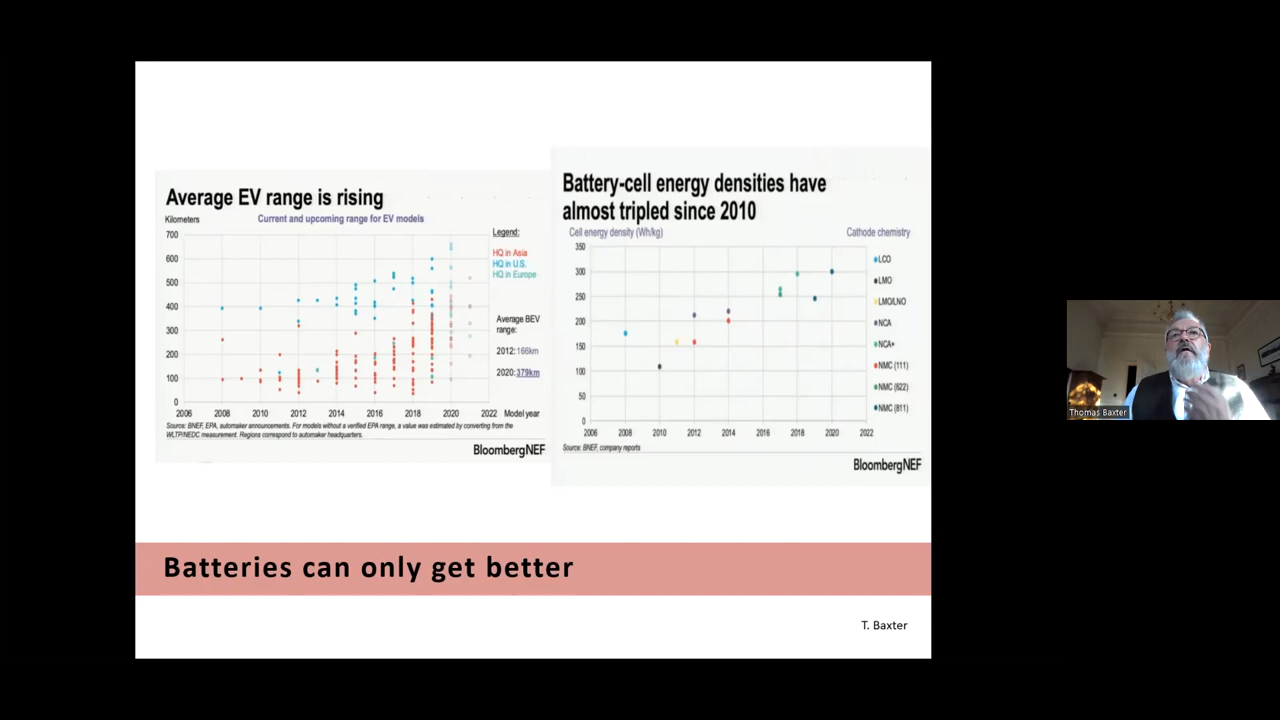 Average EV range is rising
Kilometers
Current and upcoming range for EV models
700
600
500
400
300
200
100
0
2006 2008 2010 2012 2014 2016 2018 2020 2022 Model year
Legend:
HQ in Asia
HQ in U.S.
HQ in Europe
Average BEV
range:
2012: 166km
2020: 379km
Source: BNEF, EPA, automaker announcements. For models without a verified EPA range, a value was estimated by converting from the
WLTP/NEDC measurement. Regions correspond to automaker headquarters.
BloombergNEF
Battery-cell energy densities have
almost tripled since 2010
Cell energy density (Wh/kg)
Cathode chemistry
350
300
250
200
150
100
50
0
2006 2008 2010 2012 2014 2016 2018 2020 2022
LCO
LMO
LMO/LNO
NCA
NCA+
NMC (111)
NMC (622)
NMC (811)
Source: BNEF, company reports
BloombergNEF
Batteries can only get better
T. Baxter
Thomas Baxter